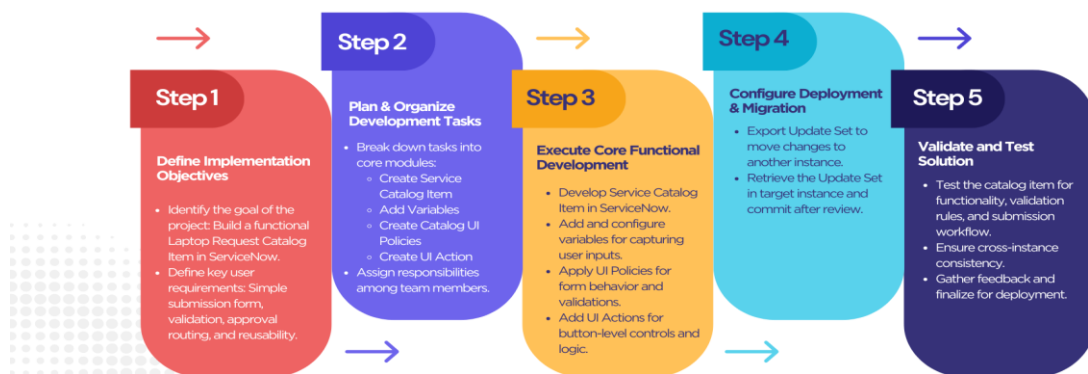 Step 1
Define Implementation
Objectives
• Identify the goal of the
project: Build a functional
Laptop Request Catalog
Item in ServiceNow.
• Define key user
requirements: Simple
submission form,
validation, approval
routing, and reusability.
Step 2
Plan & Organize
Development Tasks
• Break down tasks into
core modules:
◦ Create Service
Catalog Item
◦ Add Variables
◦ Create Catalog UI
Policies
◦ Create UI Action
• Assign responsibilities
among team members.
Step 3
Execute Core Functional
Development
• Develop Service Catalog
Item in ServiceNow.
• Add and configure
variables for capturing
user inputs.
• Apply UI Policies for
form behavior and
validations.
• Add UI Actions for
button-level controls and
logic.
Step 4
Configure Deployment
& Migration
• Export Update Set to
move changes to
another instance.
• Retrieve the Update Set
in target instance and
commit after review.
Step 5
Validate and Test
Solution
• Test the catalog item for
functionality, validation
rules, and submission
workflow.
• Ensure cross-instance
consistency.
• Gather feedback and
finalize for deployment.